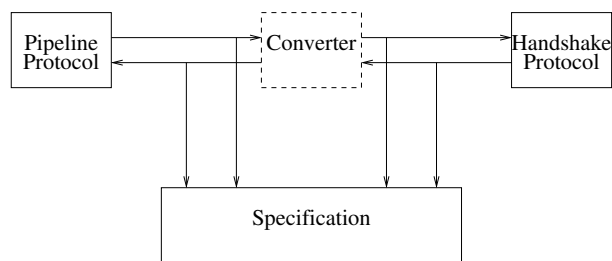 Pipeline
Protocol
Converter
Handshake
Protocol
Specification